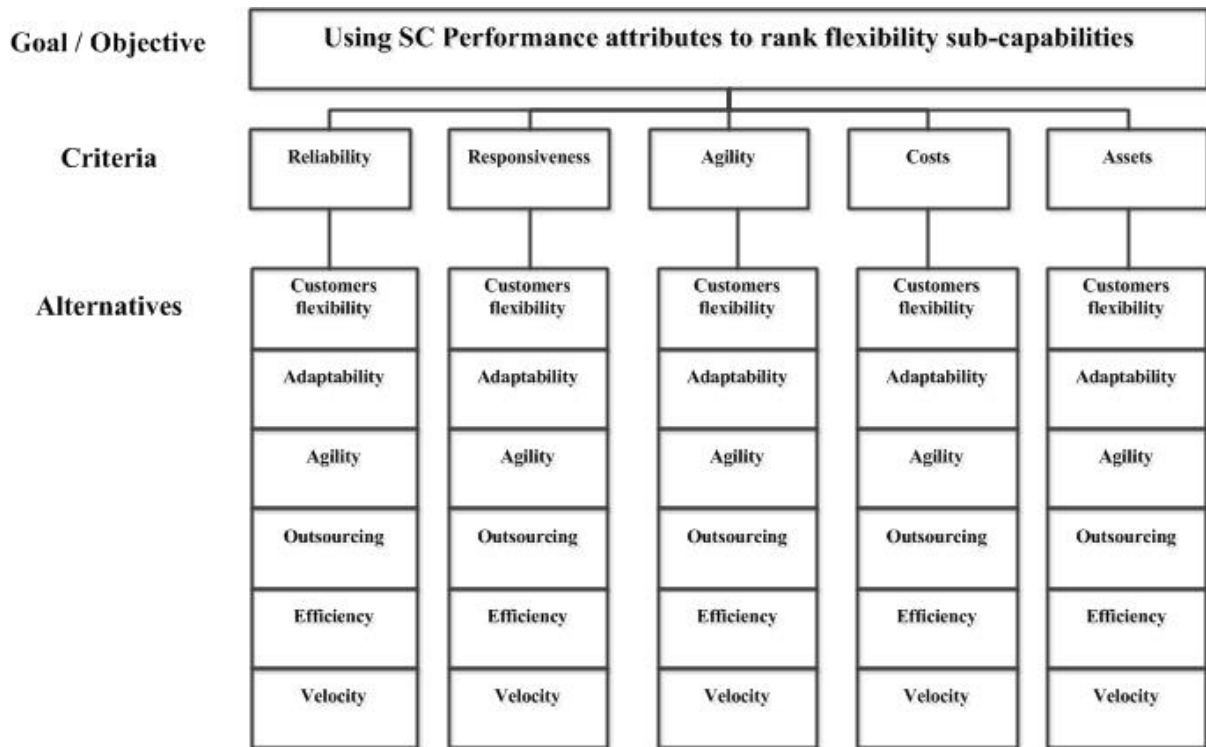 Goal / Objective
Using SC Performance attributes to rank flexibility sub-capabilities
Criteria
Reliability
Responsiveness
Agility
Costs
Assets
Alternatives
Customers
flexibility
Customers
flexibility
Customers
flexibility
Customers
flexibility
Customers
flexibility
Adaptability
Adaptability
Adaptability
Adaptability
Adaptability
Agility
Agility
Agility
Agility
Agility
Outsourcing
Outsourcing
Outsourcing
Outsourcing
Outsourcing
Efficiency
Efficiency
Efficiency
Efficiency
Efficiency
Velocity
Velocity
Velocity
Velocity
Velocity